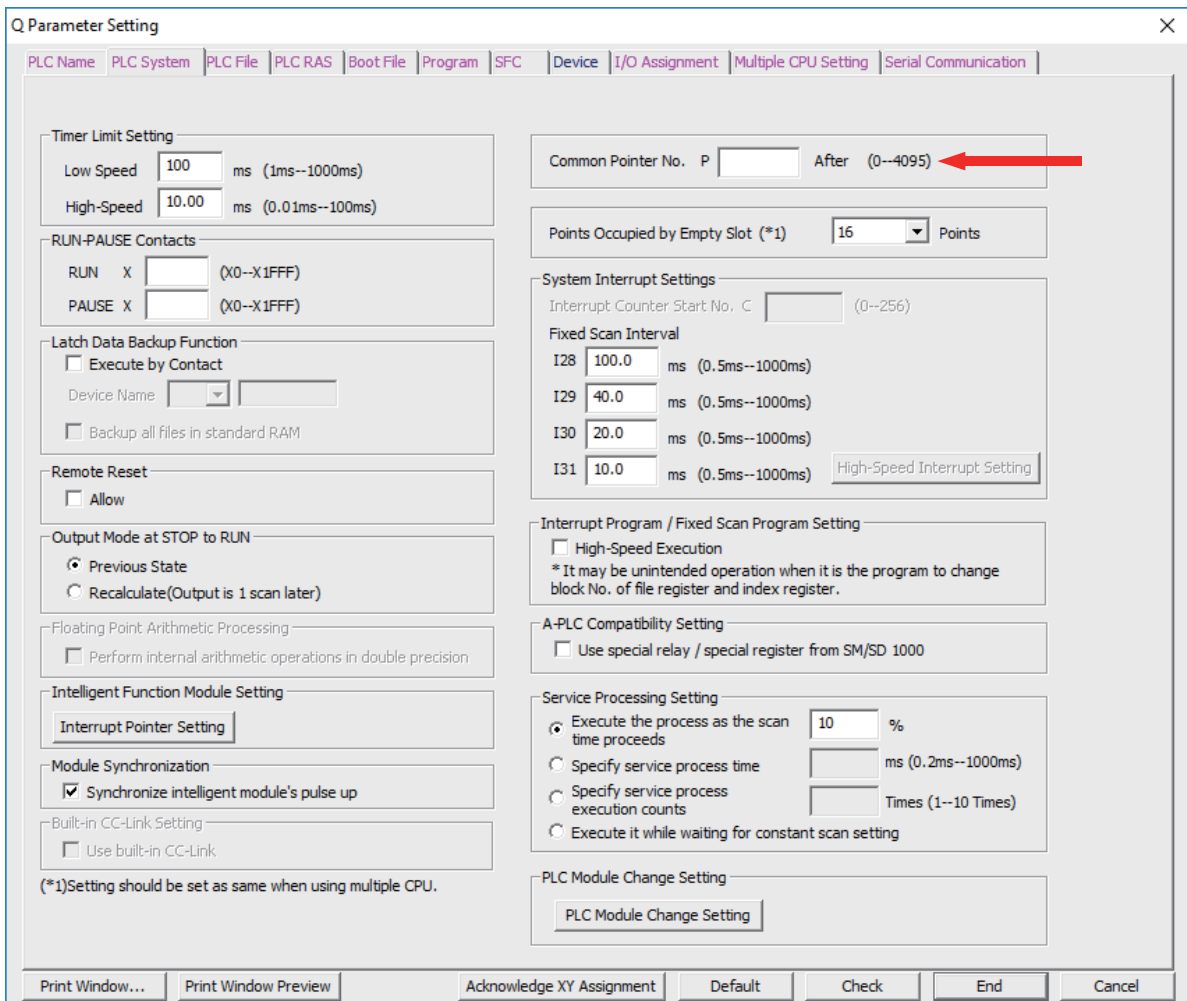 Q Parameter Setting
PLC Name PLC System PLC File PLC RAS Boot File Program SFC Device I/O Assignment Multiple CPU Setting Serial Communication
Timer Limit Setting
Low Speed 100 ms (1ms--1000ms)
High-Speed 10.00 ms (0.01ms--100ms)
RUN-PAUSE Contacts
RUN X (X0--X1FFF)
PAUSE X (X0--X1FFF)
Latch Data Backup Function
Execute by Contact
Device Name
Backup all files in standard RAM
Remote Reset
Allow
Output Mode at STOP to RUN
Previous State
Recalculate(Output is 1 scan later)
Floating Point Arithmetic Processing
Perform internal arithmetic operations in double precision
Intelligent Function Module Setting
Interrupt Pointer Setting
Module Synchronization
Synchronize intelligent module's pulse up
Built-in CC-Link Setting
Use built-in CC-Link
(*1)Setting should be set as same when using multiple CPU.
Common Pointer No. P After (0--4095)
Points Occupied by Empty Slot (*1) 16 Points
System Interrupt Settings
Interrupt Counter Start No. C (0--256)
Fixed Scan Interval
I28 100.0 ms (0.5ms--1000ms)
I29 40.0 ms (0.5ms--1000ms)
I30 20.0 ms (0.5ms--1000ms)
I31 10.0 ms (0.5ms--1000ms) High-Speed Interrupt Setting
Interrupt Program / Fixed Scan Program Setting
High-Speed Execution
* It may be unintended operation when it is the program to change
block No. of file register and index register.
A-PLC Compatibility Setting
Use special relay / special register from SM/SD 1000
Service Processing Setting
Execute the process as the scan
time proceeds 10 %
Specify service process time ms (0.2ms--1000ms)
Specify service process
execution counts Times (1--10 Times)
Execute it while waiting for constant scan setting
PLC Module Change Setting
PLC Module Change Setting
Print Window... Print Window Preview Acknowledge XY Assignment Default Check End Cancel